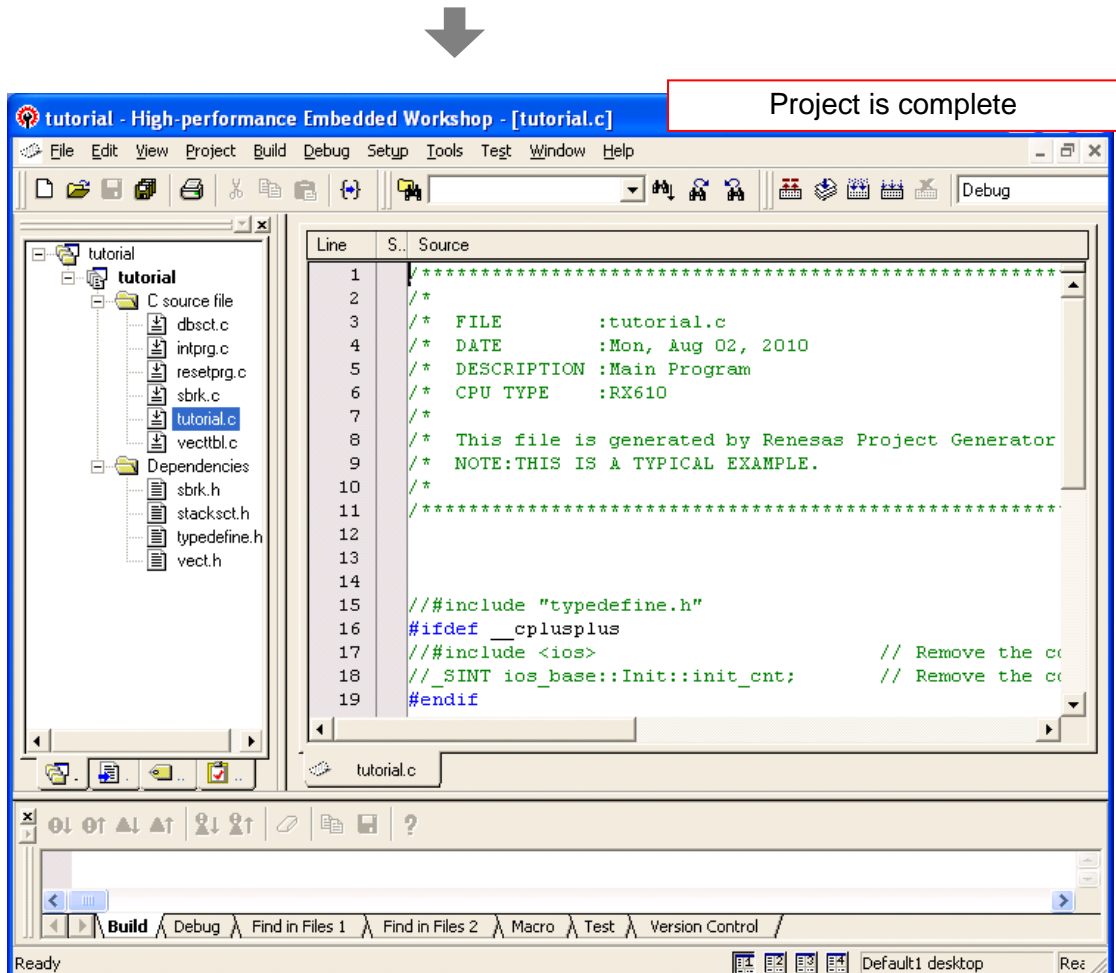 Project is complete
tutorial - High-performance Embedded Workshop - [tutorial.c]
File Edit View Project Build Debug Setup Tools Test Window Help
Debug
tutorial
tutorial
C source file
dbsct.c
intprg.c
resetprg.c
sbrk.c
tutorial.c
vecttbl.c
Dependencies
sbrk.h
stacksct.h
typedefine.h
vect.h
Line S.. Source
1 /******************************************************
2 /*
3 /* FILE :tutorial.c
4 /* DATE :Mon, Aug 02, 2010
5 /* DESCRIPTION :Main Program
6 /* CPU TYPE :RX610
7 /*
8 /* This file is generated by Renesas Project Generator
9 /* NOTE:THIS IS A TYPICAL EXAMPLE.
10 /*
11 /******************************************************
12
13
14
15 //#include "typedefine.h"
16 #ifdef __cplusplus
17 //#include <ios> // Remove the
18 //_SINT ios_base::Init::init_cnt; // Remove the
19 #endif
tutorial.c
Build Debug Find in Files 1 Find in Files 2 Macro Test Version Control
Ready 1 2 3 4 Default1 desktop